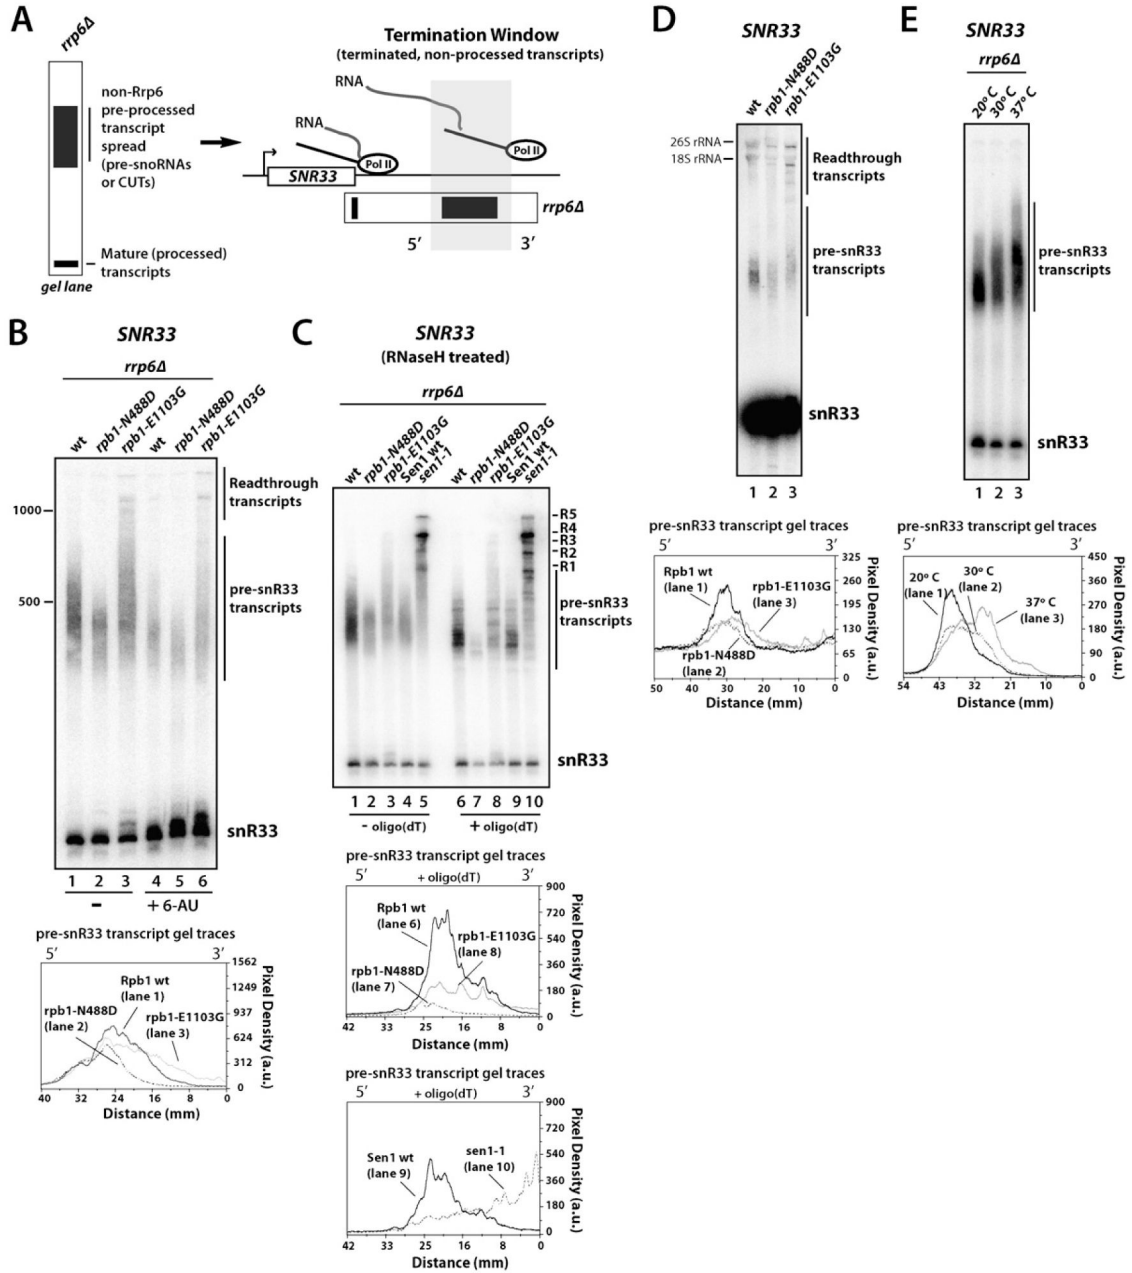 A
rrp6Δ
non-Rrp6
pre-processed
transcript
spread
(pre-snoRNAs
or CUTs)
Mature (processed)
transcripts
gel lane
Termination Window
(terminated, non-processed transcripts)
RNA
RNA
Pol II
Pol II
SNR33
rrp6Δ
5′
3′
B
SNR33
rrp6Δ
wt
rpb1-N488D
rpb1-E1103G
wt
rpb1-N488D
rpb1-E1103G
1000
500
Readthrough
transcripts
pre-snR33
transcripts
snR33
1 2 3 4 5 6
- + 6-AU
pre-snR33 transcript gel traces
5′ 3′
Rpb1 wt
(lane 1)
rpb1-N488D
(lane 2)
rpb1-E1103G
(lane 3)
1562
1249
937
624
312
0
Pixel Density (a.u.)
40 32 24 16 8 0
Distance (mm)
C
SNR33
(RNaseH treated)
rrp6Δ
wt
rpb1-N488D
rpb1-E1103G
Sen1 wt
sen1-1
wt
rpb1-N488D
rpb1-E1103G
Sen1 wt
sen1-1
R5
R4
R3
R2
R1
pre-snR33
transcripts
snR33
1 2 3 4 5 6 7 8 9 10
- oligo(dT) + oligo(dT)
pre-snR33 transcript gel traces
5′ + oligo(dT) 3′
Rpb1 wt
(lane 6)
rpb1-E1103G
(lane 8)
rpb1-N488D
(lane 7)
900
720
540
360
180
0
Pixel Density (a.u.)
42 33 25 16 8 0
Distance (mm)
pre-snR33 transcript gel traces
5′ + oligo(dT) 3′
Sen1 wt
(lane 9)
sen1-1
(lane 10)
900
720
540
360
180
0
Pixel Density (a.u.)
42 33 25 16 8 0
Distance (mm)
D
SNR33
wt
rpb1-N488D
rpb1-E1103G
26S rRNA
18S rRNA
Readthrough
transcripts
pre-snR33
transcripts
snR33
1 2 3
pre-snR33 transcript gel traces
5′ 3′
Rpb1 wt
(lane 1)
rpb1-E1103G
(lane 3)
rpb1-N488D
(lane 2)
325
260
195
130
65
0
Pixel Density (a.u.)
50 40 30 20 10 0
Distance (mm)
E
SNR33
rrp6Δ
20º C
30º C
37º C
pre-snR33
transcripts
snR33
1 2 3
pre-snR33 transcript gel traces
5′ 3′
20º C
(lane 1)
30º C
(lane 2)
37º C
(lane 3)
450
360
270
180
90
0
Pixel Density (a.u.)
54 43 32 21 10 0
Distance (mm)